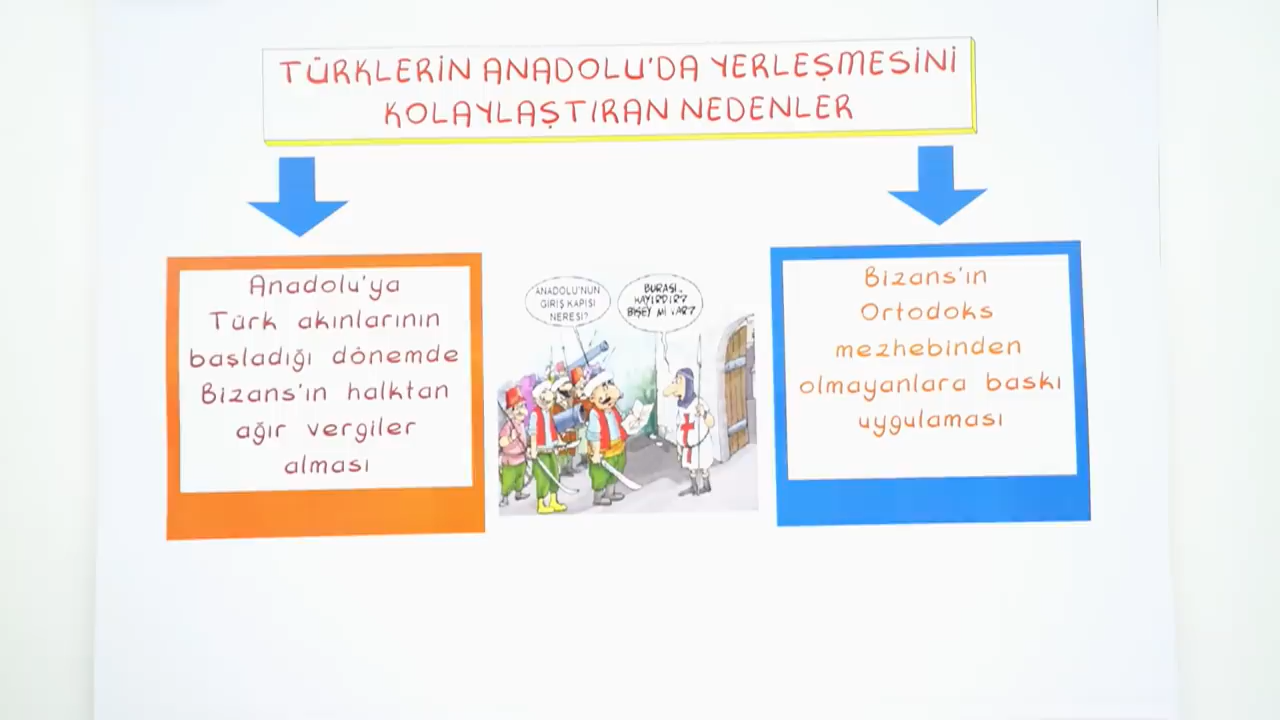 TÜRKLERİN ANADOLU'DA YERLEŞMESİNİ
KOLAYLAŞTIRAN NEDENLER
Anadolu'ya
Türk akınlarının
başladığı dönemde
Bizans'ın halktan
ağır vergiler
alması
ANADOLU'NUN
GİRİŞ KAPISI
NERESİ?
BURASI,
HAYIRDIR?
BİŞEY Mİ VAR?
Bizans'ın
Ortodoks
mezhebinden
olmayanlara baskı
uygulaması